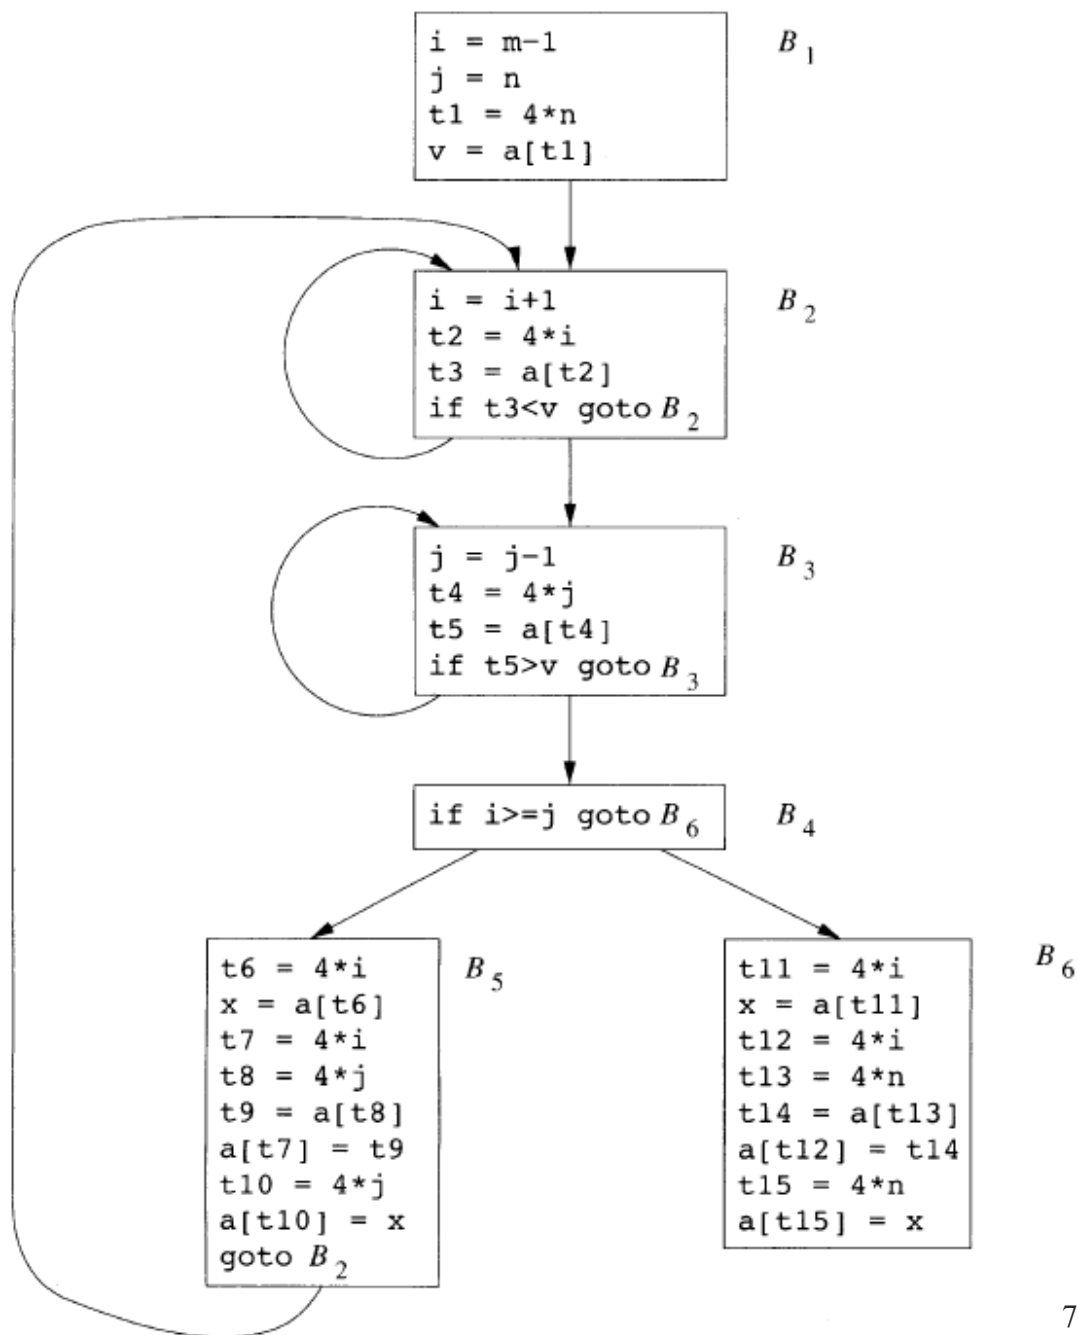 i = m-1
j = n
t1 = 4*n
v = a[t1]
B1
i = i+1
t2 = 4*i
t3 = a[t2]
if t3<v goto B2
B2
j = j-1
t4 = 4*j
t5 = a[t4]
if t5>v goto B3
B3
if i>=j goto B6
B4
t6 = 4*i
x = a[t6]
t7 = 4*i
t8 = 4*j
t9 = a[t8]
a[t7] = t9
t10 = 4*j
a[t10] = x
goto B2
B5
t11 = 4*i
x = a[t11]
t12 = 4*i
t13 = 4*n
t14 = a[t13]
a[t12] = t14
t15 = 4*n
a[t15] = x
B6
7